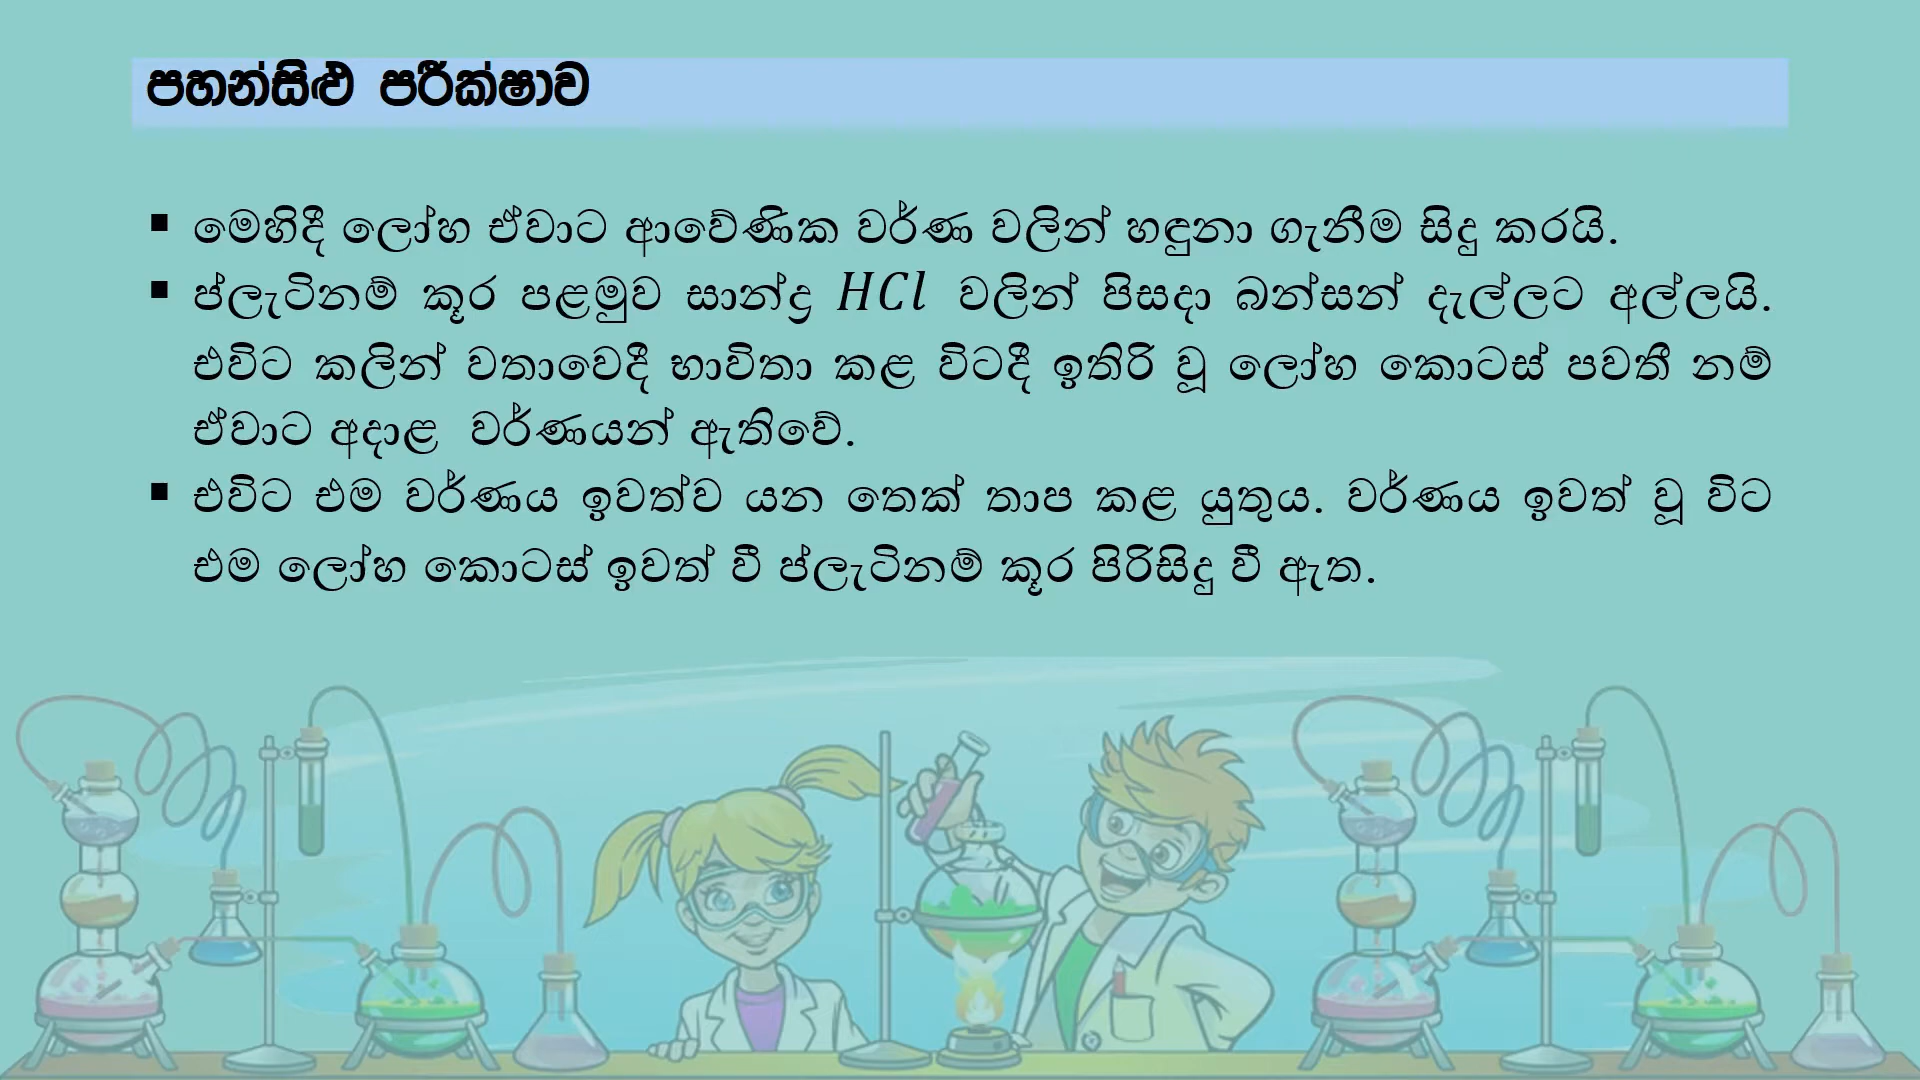 පහන්සිළු පරීක්ෂාව
▪ මෙහිදී ලෝහ ඒවාට ආවේණික වර්ණ වලින් හඳුනා ගැනීම සිදු කරයි.
▪ ප්ලැටිනම් කූර පළමුව සාන්ද්‍ර HCl වලින් පිසදා බන්සන් දැල්ලට අල්ලයි.
එවිට කලින් වතාවෙදී භාවිතා කළ විටදී ඉතිරි වූ ලෝහ කොටස් පවතී නම්
ඒවාට අදාළ වර්ණයන් ඇතිවේ.
▪ එවිට එම වර්ණය ඉවත්ව යන තෙක් තාප කළ යුතුය. වර්ණය ඉවත් වූ විට
එම ලෝහ කොටස් ඉවත් වී ප්ලැටිනම් කූර පිරිසිදු වී ඇත.